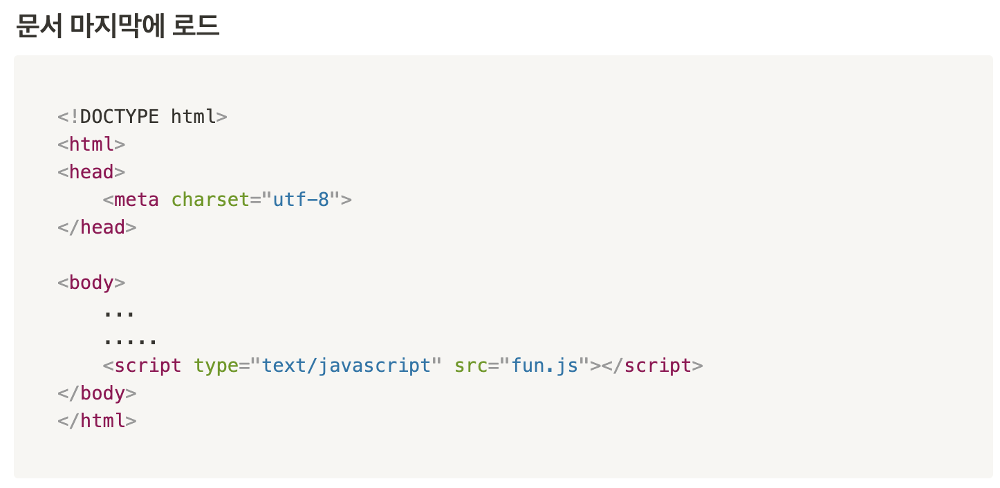 문서 마지막에 로드
<!DOCTYPE html>
<html>
<head>
    <meta charset="utf-8">
</head>
<body>
    ...
    .....
    <script type="text/javascript" src="fun.js"></script>
</body>
</html>